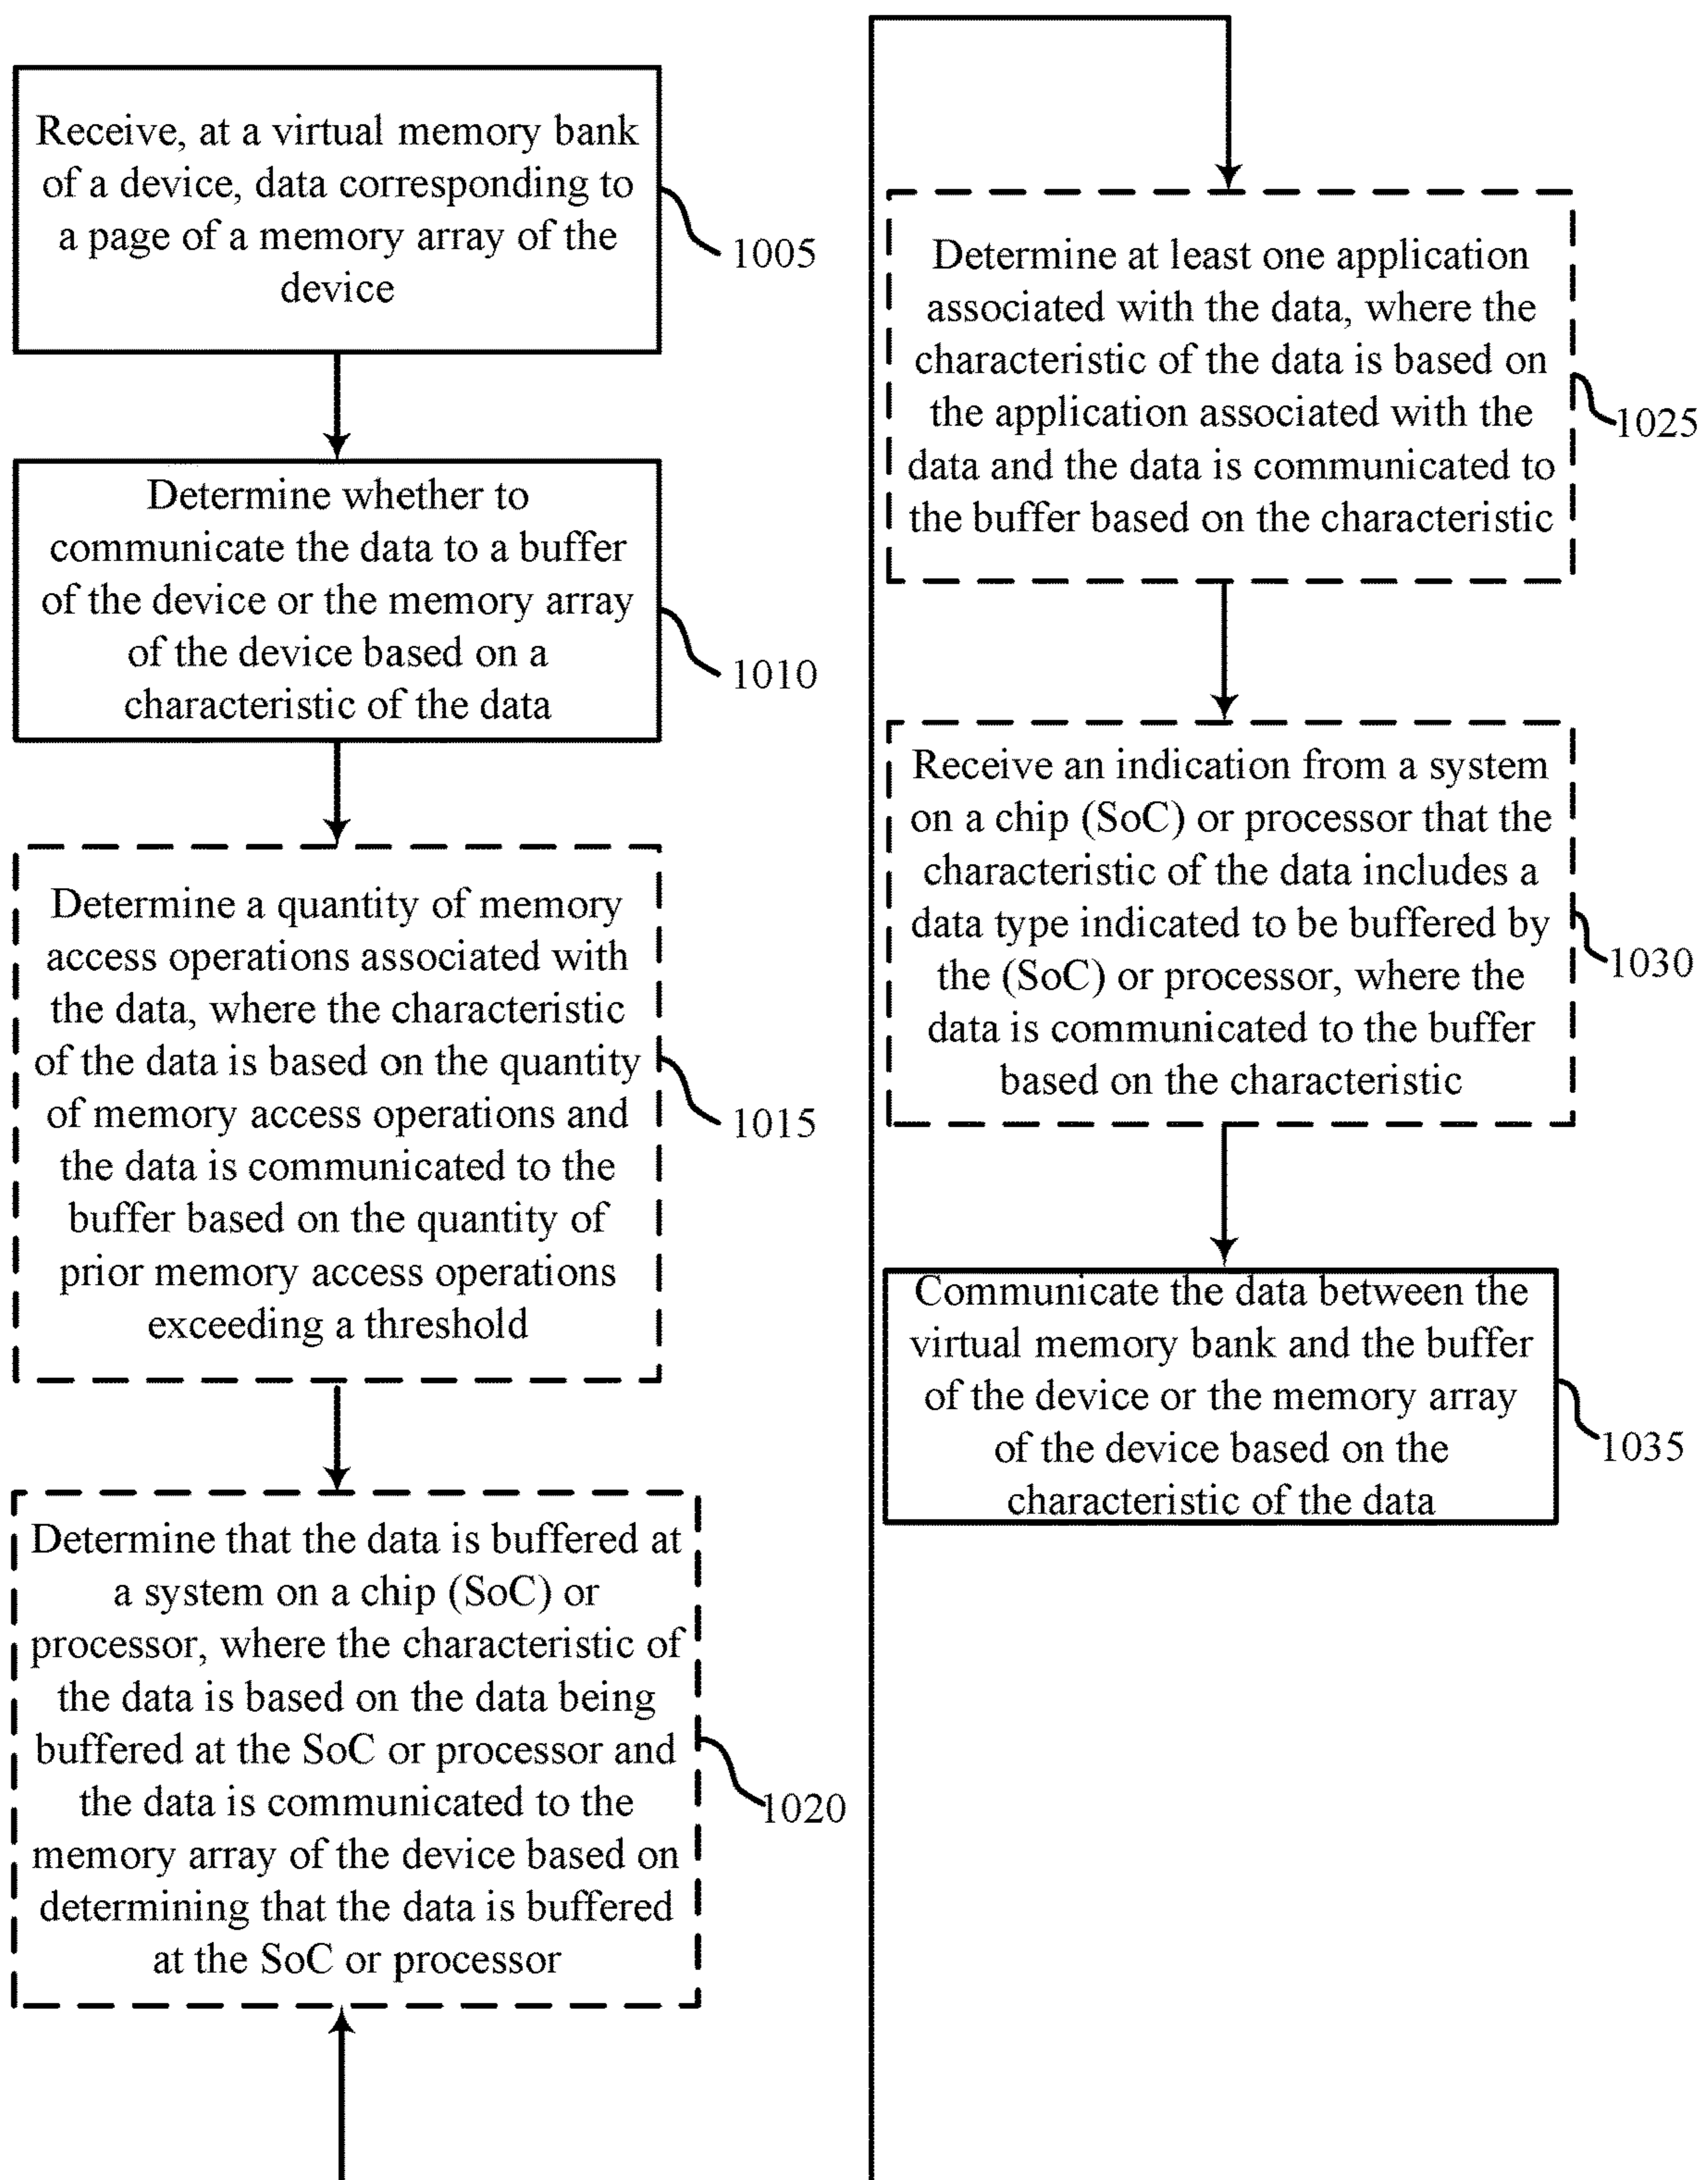 Receive, at a virtual memory bank
of a device, data corresponding to
a page of a memory array of the
device
1005
Determine whether to
communicate the data to a buffer
of the device or the memory array
of the device based on a
characteristic of the data
1010
Determine a quantity of memory
access operations associated with
the data, where the characteristic
of the data is based on the quantity
of memory access operations and
the data is communicated to the
buffer based on the quantity of
prior memory access operations
exceeding a threshold
1015
Determine that the data is buffered at
a system on a chip (SoC) or
processor, where the characteristic of
the data is based on the data being
buffered at the SoC or processor and
the data is communicated to the
memory array of the device based on
determining that the data is buffered
at the SoC or processor
1020
Determine at least one application
associated with the data, where the
characteristic of the data is based on
the application associated with the
data and the data is communicated to
the buffer based on the characteristic
1025
Receive an indication from a system
on a chip (SoC) or processor that the
characteristic of the data includes a
data type indicated to be buffered by
the (SoC) or processor, where the
data is communicated to the buffer
based on the characteristic
1030
Communicate the data between the
virtual memory bank and the buffer
of the device or the memory array
of the device based on the
characteristic of the data
1035